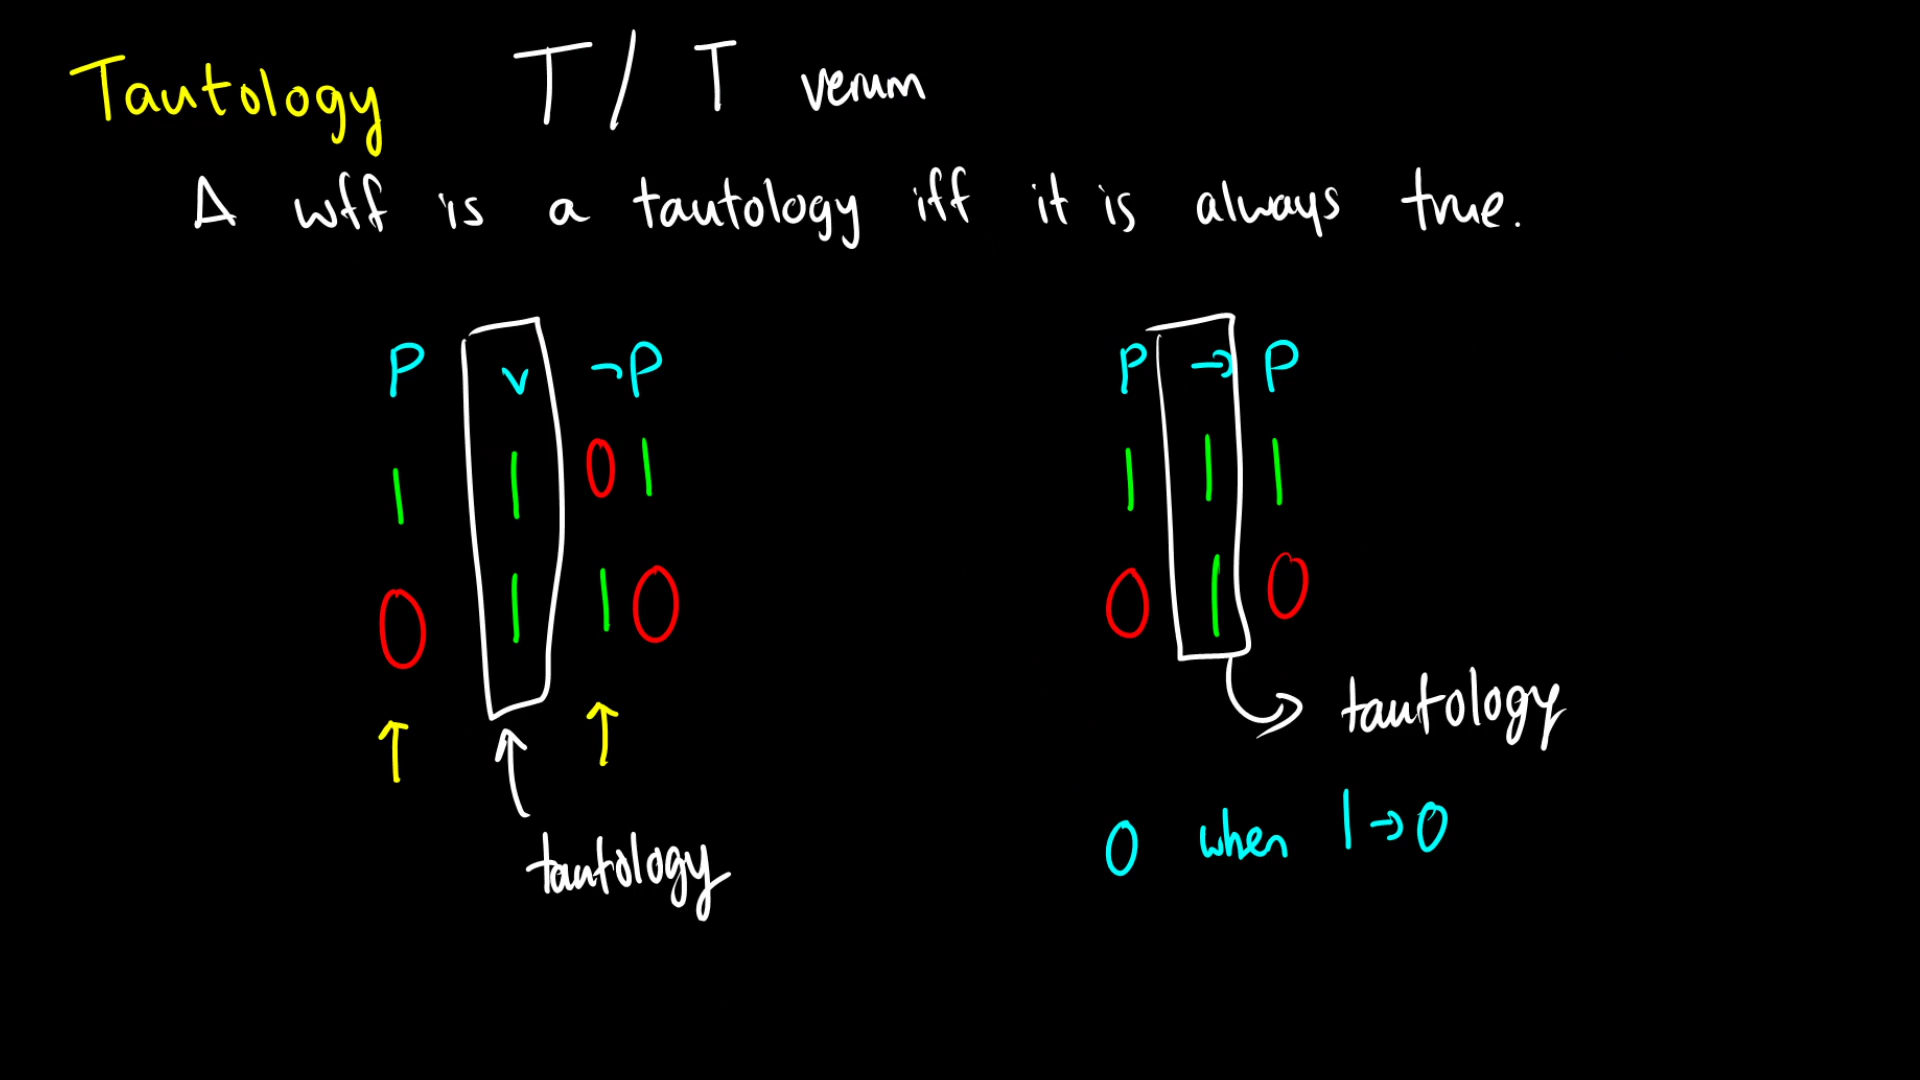 Tautology T / T verum
A wff is a tautology iff it is always true.
P ∨ ¬P
1 1 0 1
0 1 1 0
tautology
P → P
1 1 1
0 1 0
tautology
0 when 1 → 0